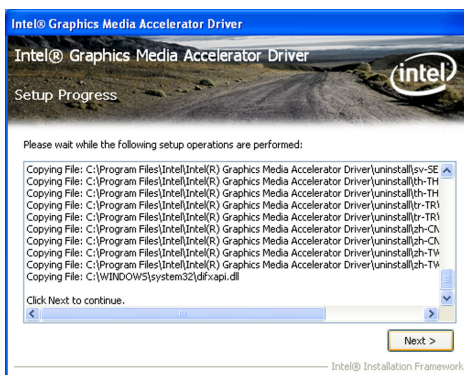 Intel® Graphics Media Accelerator Driver
Intel® Graphics Media Accelerator Driver
intel
Setup Progress
Please wait while the following setup operations are performed:
Copying File: C:\Program Files\Intel\Intel(R) Graphics Media Accelerator Driver\uninstall\sv-SE
Copying File: C:\Program Files\Intel\Intel(R) Graphics Media Accelerator Driver\uninstall\th-TH
Copying File: C:\Program Files\Intel\Intel(R) Graphics Media Accelerator Driver\uninstall\th-TH
Copying File: C:\Program Files\Intel\Intel(R) Graphics Media Accelerator Driver\uninstall\tr-TR\
Copying File: C:\Program Files\Intel\Intel(R) Graphics Media Accelerator Driver\uninstall\tr-TR\
Copying File: C:\Program Files\Intel\Intel(R) Graphics Media Accelerator Driver\uninstall\zh-CN
Copying File: C:\Program Files\Intel\Intel(R) Graphics Media Accelerator Driver\uninstall\zh-CN
Copying File: C:\Program Files\Intel\Intel(R) Graphics Media Accelerator Driver\uninstall\zh-TW
Copying File: C:\Program Files\Intel\Intel(R) Graphics Media Accelerator Driver\uninstall\zh-TW
Copying File: C:\WINDOWS\system32\difxapi.dll
Click Next to continue.
Next >
Intel® Installation Framework